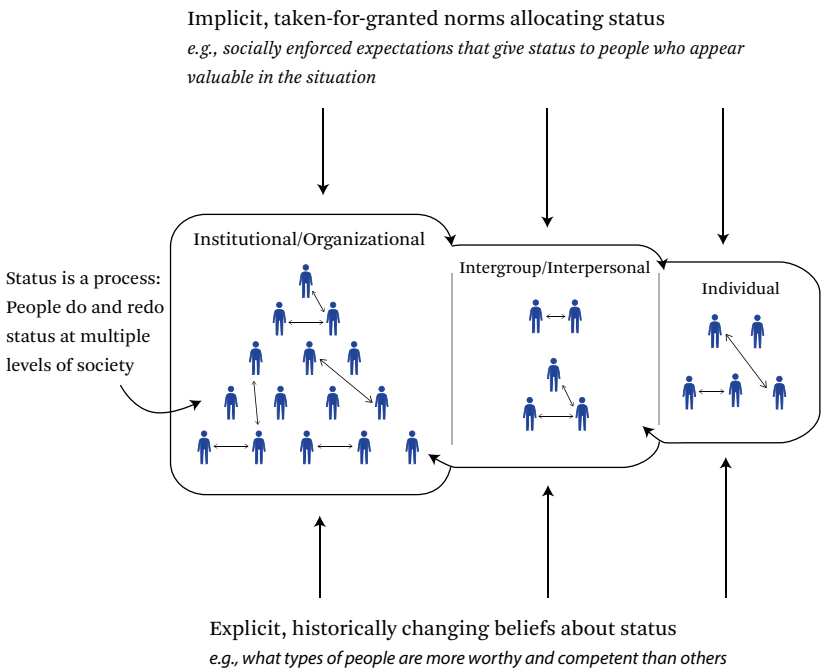 Implicit, taken-for-granted norms allocating status
e.g., socially enforced expectations that give status to people who appear
valuable in the situation
Institutional/Organizational
Intergroup/Interpersonal
Individual
Status is a process:
People do and redo
status at multiple
levels of society
Explicit, historically changing beliefs about status
e.g., what types of people are more worthy and competent than others